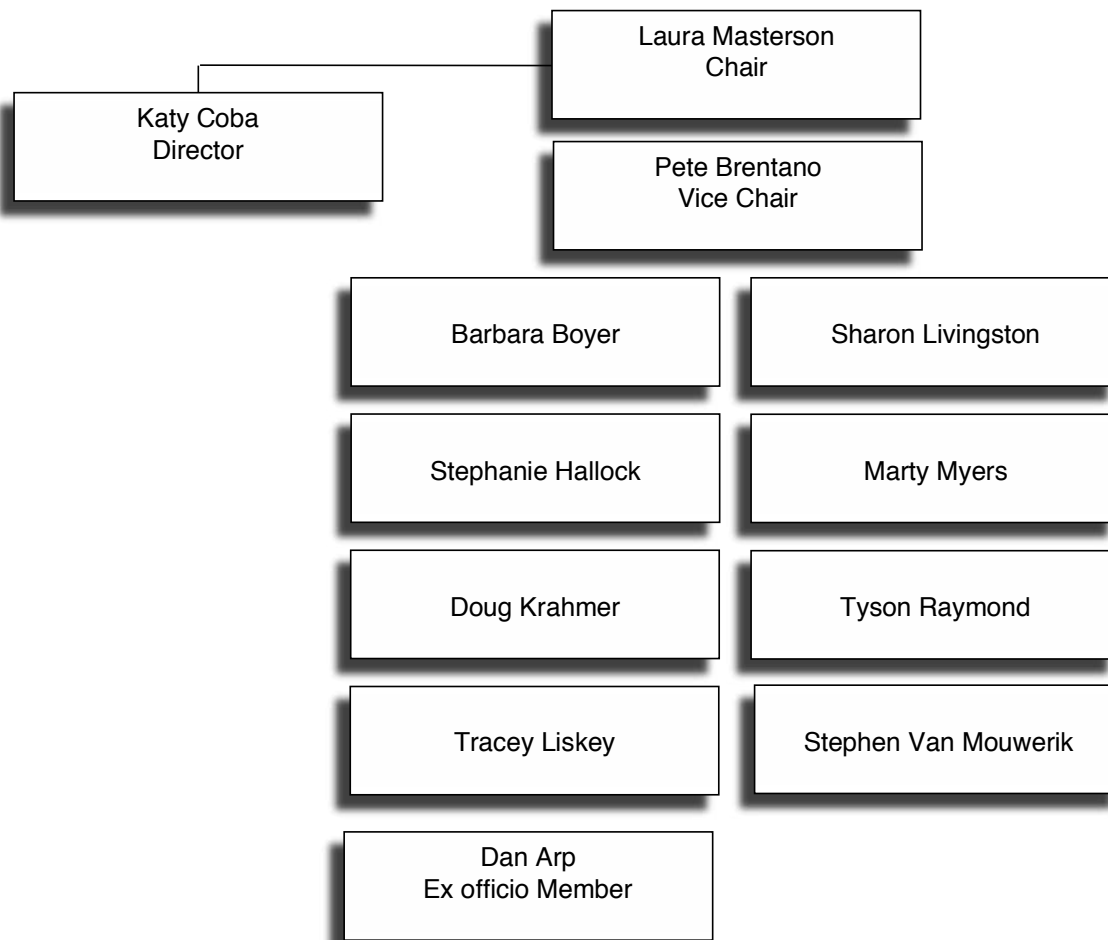 Laura Masterson
Chair
Katy Coba
Director
Pete Brentano
Vice Chair
Barbara Boyer
Sharon Livingston
Stephanie Hallock
Marty Myers
Doug Krahmer
Tyson Raymond
Tracey Liskey
Stephen Van Mouwerik
Dan Arp
Ex officio Member